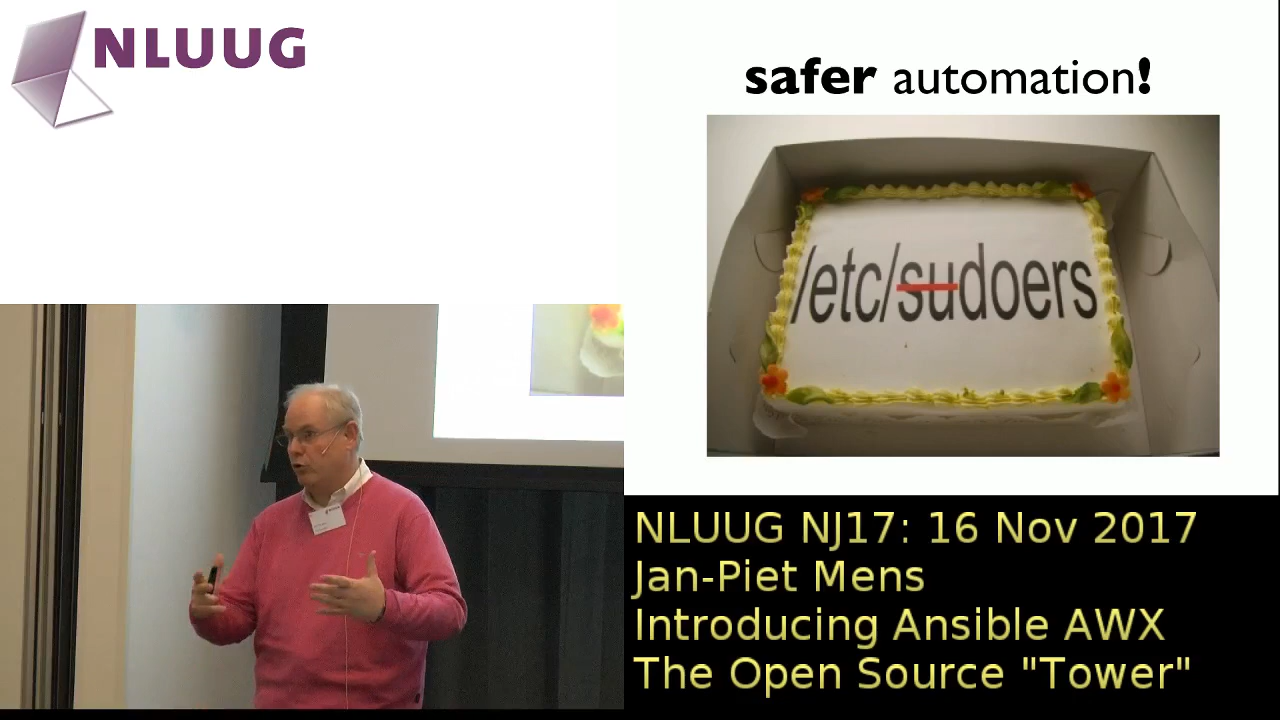 NLUUG
safer automation!
/etc/sudoers
NLUUG NJ17: 16 Nov 2017
Jan-Piet Mens
Introducing Ansible AWX
The Open Source "Tower"